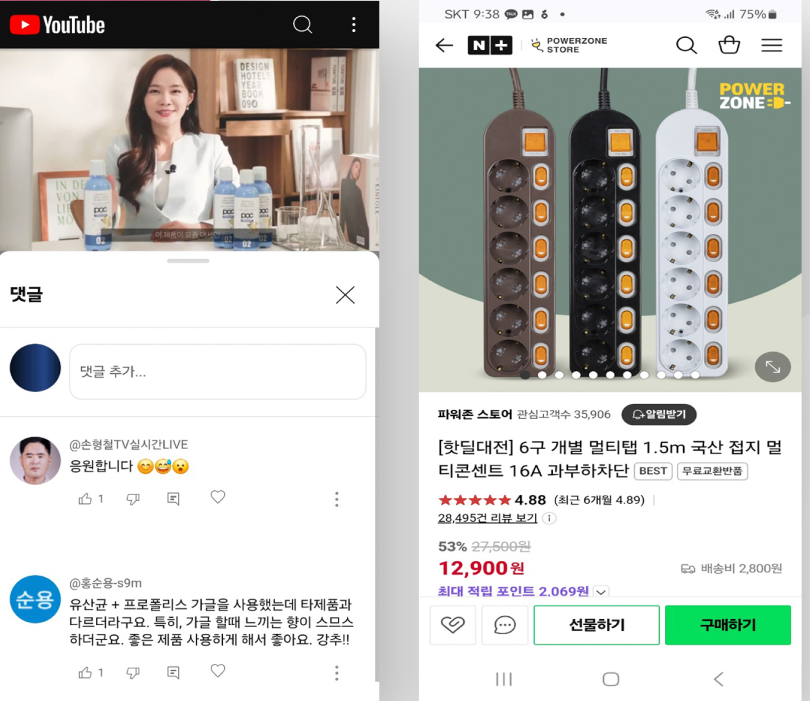 YouTube
DESIGN
HOTELS
YEAR
BOOK
090
IN DE
VON
LIM
KINSELLA
poc
poc
02
02
02
이 제품이 요즘 대세
댓글
댓글 추가...
@손형철TV실시간LIVE
응원합니다 😊😅😮
1
순용
@홍순용-s9m
유산균 + 프로폴리스 가글을 사용했는데 타제품과
다르더라구요. 특히, 가글 할때 느끼는 향이 스므스
하더군요. 좋은 제품 사용하게 해서 좋아요. 강추!!
1
SKT 9:38
75%
N+
POWERZONE
STORE
POWER
ZONE
파워존 스토어 관심고객수 35,906 알림받기
[핫딜대전] 6구 개별 멀티탭 1.5m 국산 접지 멀
티콘센트 16A 과부하차단 BEST 무료교환반품
★★★★★ 4.88 (최근 6개월 4.89)
28,495건 리뷰 보기
53% 27,500원
12,900원
배송비 2,800원
최대 적립 포인트 2,069원
선물하기
구매하기